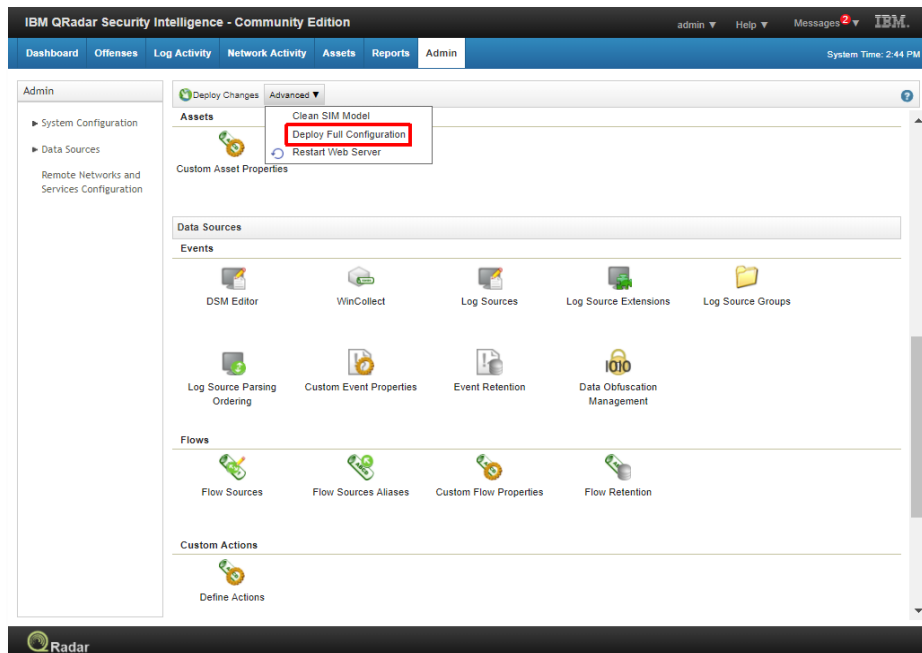 IBM QRadar Security Intelligence - Community Edition
admin ▼ Help ▼ Messages 2 ▼ IBM.
Dashboard Offenses Log Activity Network Activity Assets Reports Admin System Time: 2:44 PM
Admin
System Configuration
Data Sources
Remote Networks and
Services Configuration
Deploy Changes Advanced ▼
Clean SIM Model
Deploy Full Configuration
Restart Web Server
Assets
Custom Asset Properties
Data Sources
Events
DSM Editor WinCollect Log Sources Log Source Extensions Log Source Groups
Log Source Parsing
Ordering
Custom Event Properties Event Retention
Data Obfuscation
Management
Flows
Flow Sources Flow Sources Aliases Custom Flow Properties Flow Retention
Custom Actions
Define Actions
QRadar